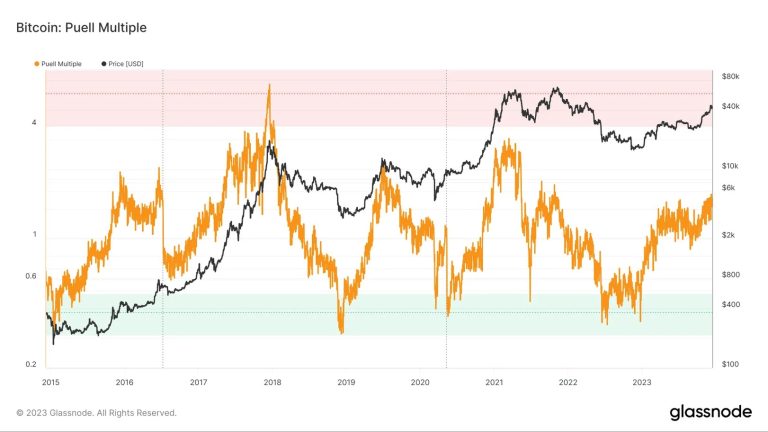 Bitcoin: Puell Multiple
Puell Multiple Price [USD]
$80k
4
$40k
$10k
$6k
1
$2k
0.6
$800
$400
0.2
$100
2015 2016 2017 2018 2019 2020 2021 2022 2023
© 2023 Glassnode. All Rights Reserved.
glassnode